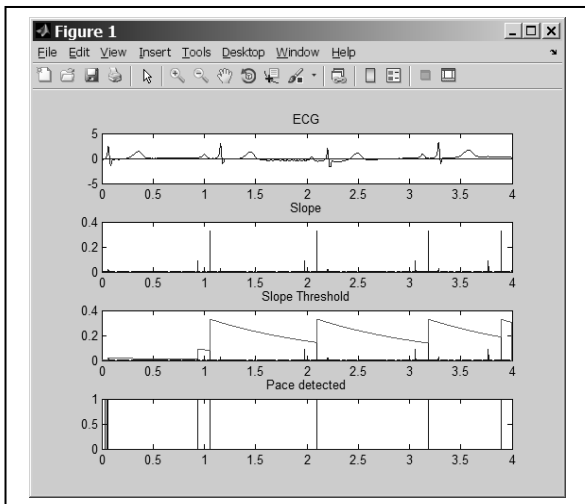 Figure 1
File Edit View Insert Tools Desktop Window Help
ECG
5
0
-5
0 0.5 1 1.5 2 2.5 3 3.5 4
Slope
0.4
0.2
0
0 0.5 1 1.5 2 2.5 3 3.5 4
Slope Threshold
0.4
0.2
0
0 0.5 1 1.5 2 2.5 3 3.5 4
Pace detected
1
0.5
0
0 0.5 1 1.5 2 2.5 3 3.5 4